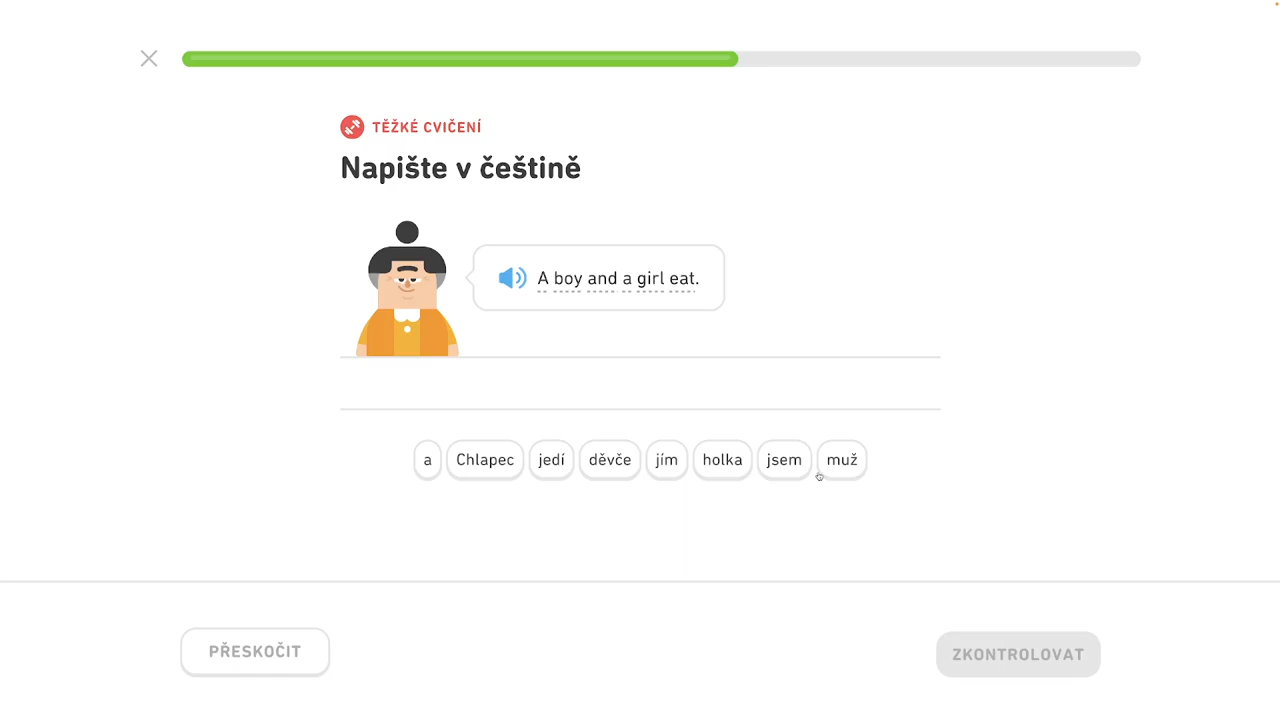 TĚŽKÉ CVIČENÍ
Napište v češtině
A boy and a girl eat.
a Chlapec jedí děvče jím holka jsem muž
PŘESKOČIT ZKONTROLOVAT